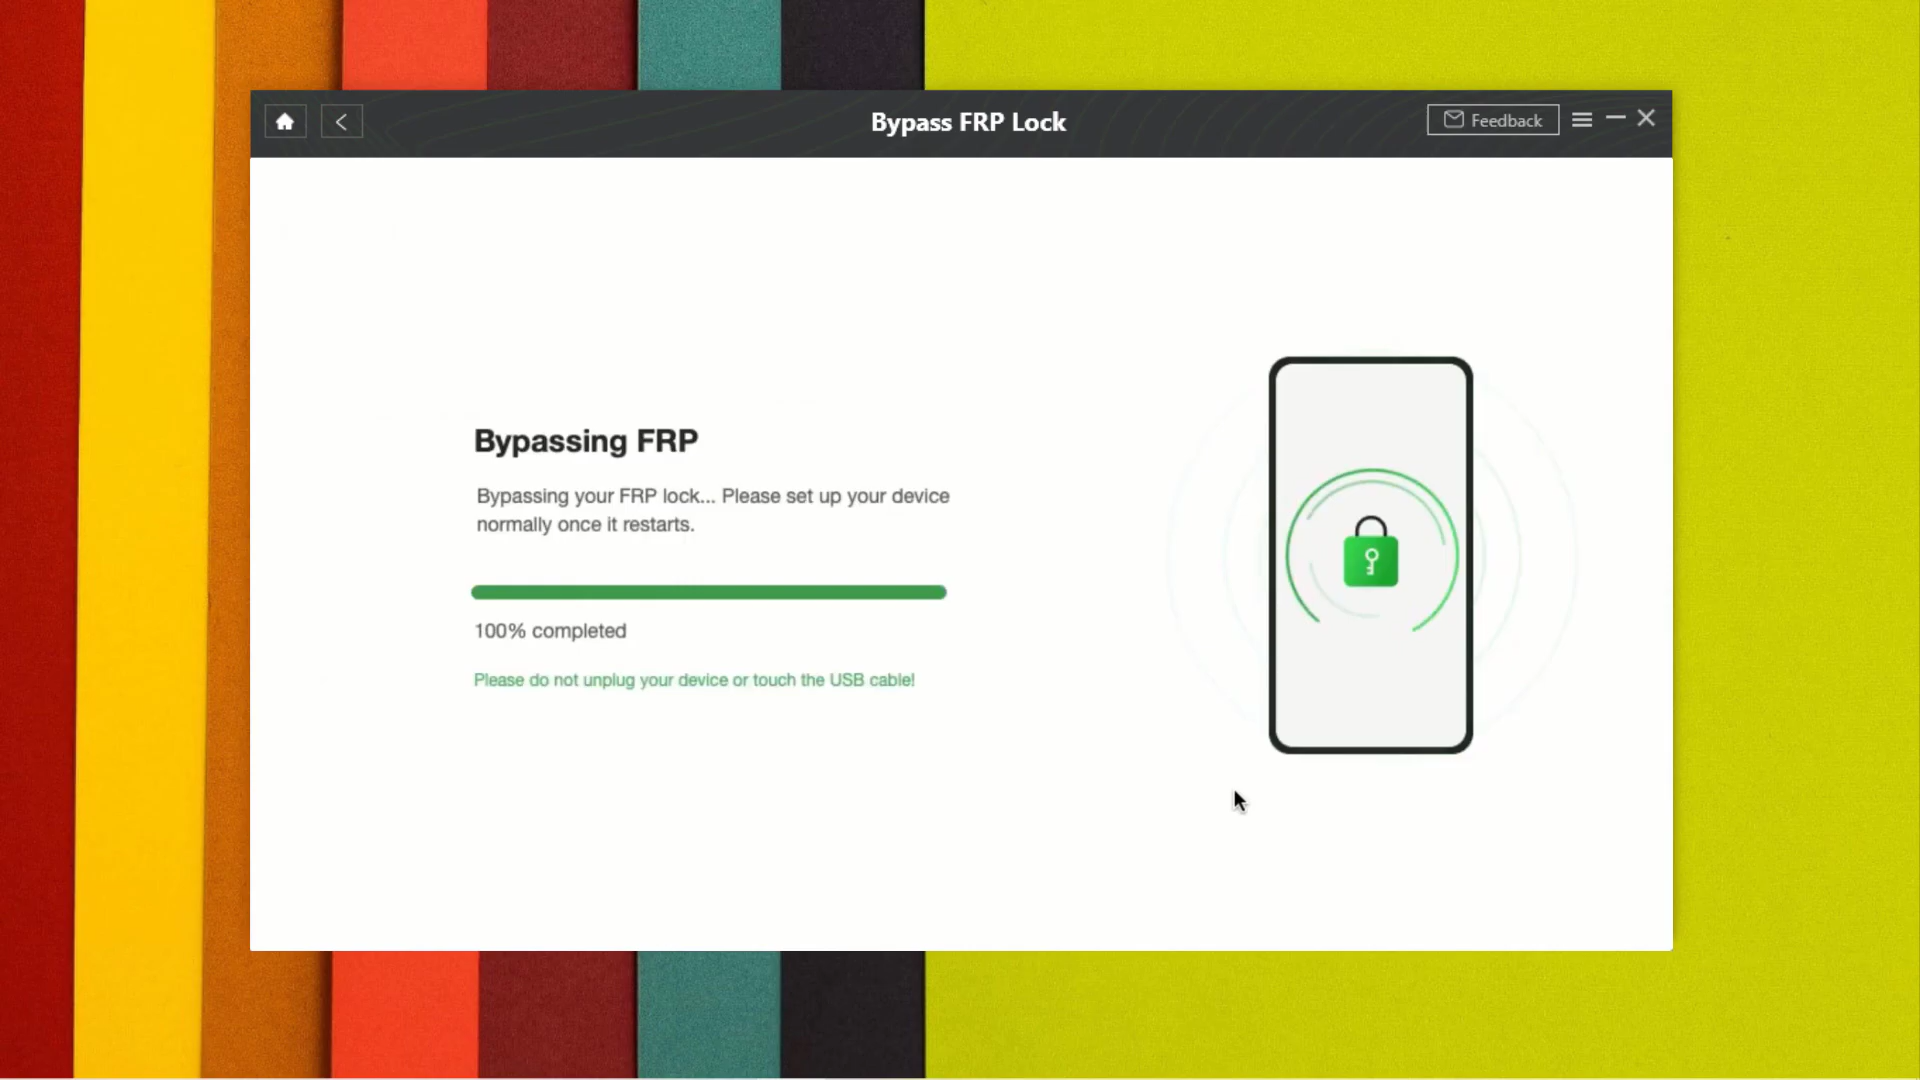 Bypass FRP Lock
Feedback
Bypassing FRP
Bypassing your FRP lock... Please set up your device
normally once it restarts.
100% completed
Please do not unplug your device or touch the USB cable!